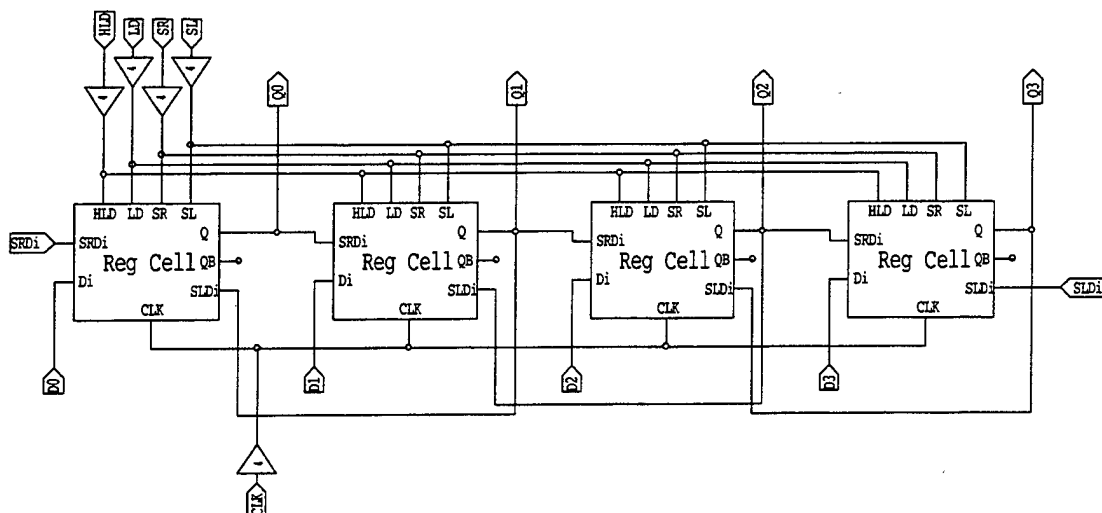 HLD LD SR SL
Q0 Q1 Q2 Q3
HLD LD SR SL HLD LD SR SL HLD LD SR SL HLD LD SR SL
SRDi SRDi Q SRDi Q SRDi Q SRDi Q
Reg Cell QB Reg Cell QB Reg Cell QB Reg Cell QB
Di SLDi Di SLDi Di SLDi Di SLDi SLDi
CLK CLK CLK CLK
D0 D1 D2 D3
CLK